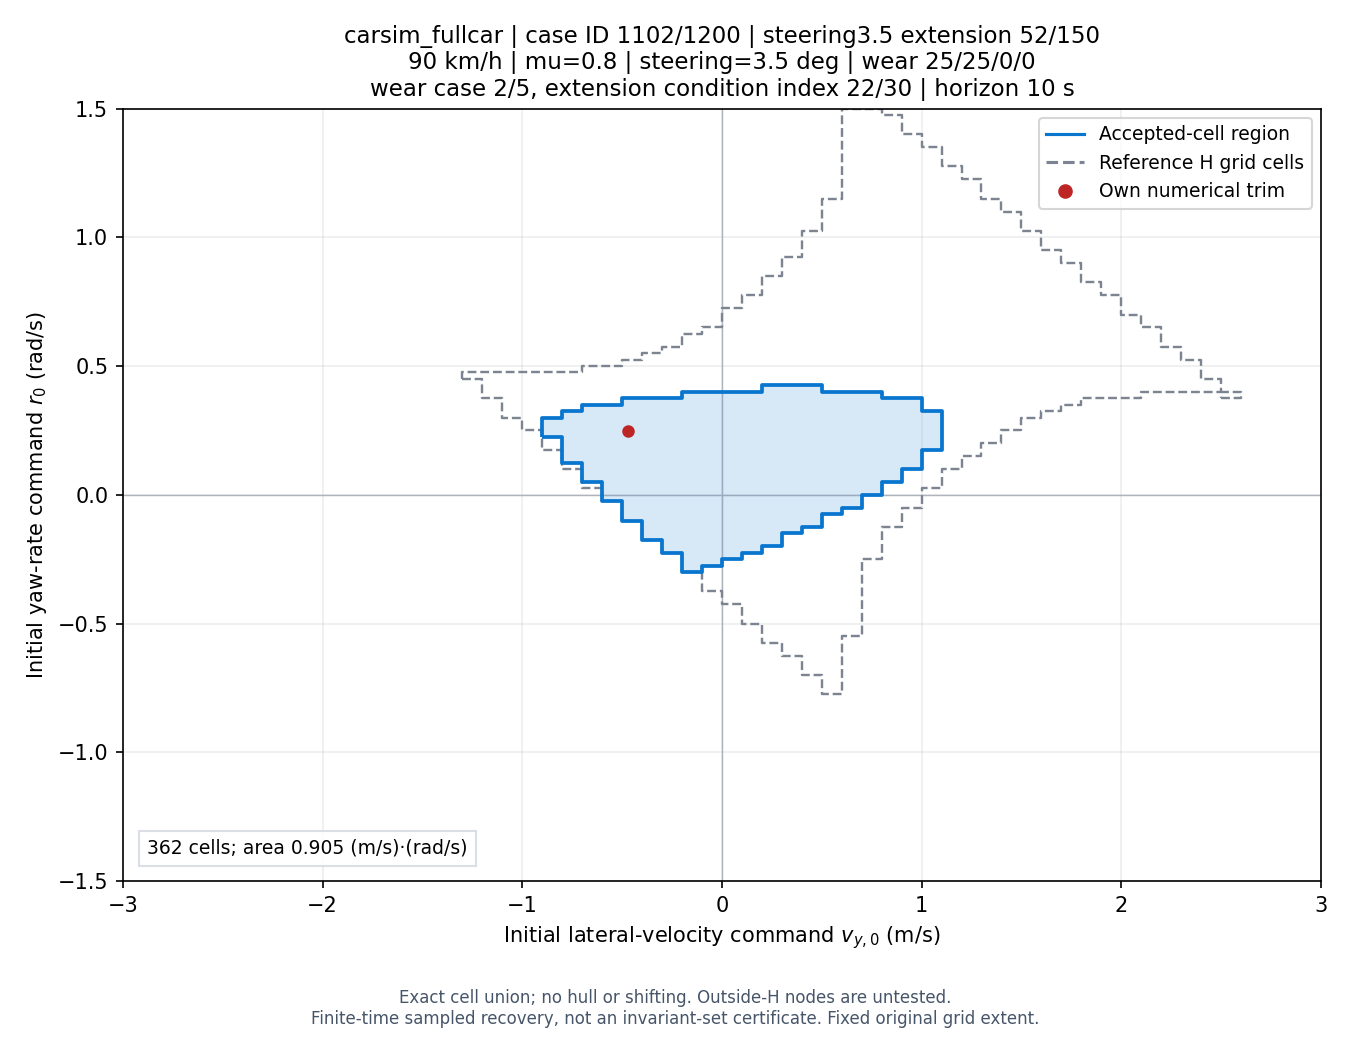 carsim_fullcar | case ID 1102/1200 | steering3.5 extension 52/150
90 km/h | mu=0.8 | steering=3.5 deg | wear 25/25/0/0
wear case 2/5, extension condition index 22/30 | horizon 10 s
Accepted-cell region
Reference H grid cells
Own numerical trim
1.5
1.0
0.5
0.0
−0.5
−1.0
−1.5
Initial yaw-rate command r0 (rad/s)
362 cells; area 0.905 (m/s)·(rad/s)
−3
−2
−1
0
1
2
3
Initial lateral-velocity command vy,0 (m/s)
Exact cell union; no hull or shifting. Outside-H nodes are untested.
Finite-time sampled recovery, not an invariant-set certificate. Fixed original grid extent.